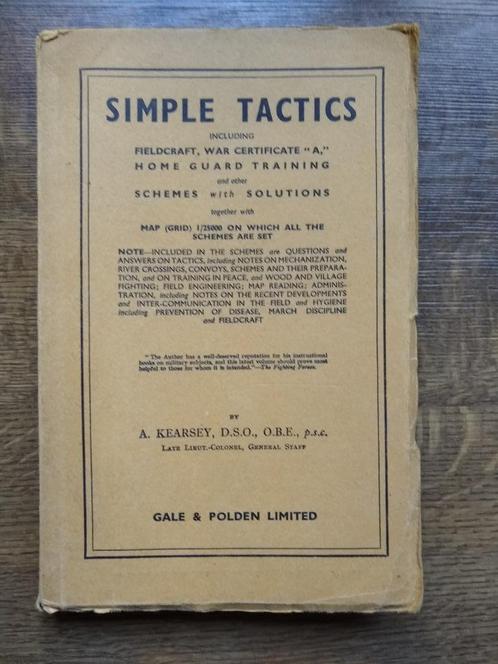 SIMPLE TACTICS
INCLUDING
FIELDCRAFT, WAR CERTIFICATE "A,"
HOME GUARD TRAINING
and other
SCHEMES with SOLUTIONS
together with
MAP (GRID) 1/25000 ON WHICH ALL THE
SCHEMES ARE SET
NOTE—INCLUDED IN THE SCHEMES are QUESTIONS and
ANSWERS ON TACTICS, including NOTES ON MECHANIZATION,
RIVER CROSSINGS, CONVOYS, SCHEMES AND THEIR PREPARA-
TION, and ON TRAINING IN PEACE, and WOOD AND VILLAGE
FIGHTING; FIELD ENGINEERING; MAP READING; ADMINIS-
TRATION, including NOTES ON THE RECENT DEVELOPMENTS
and INTER-COMMUNICATION IN THE FIELD and HYGIENE
including PREVENTION OF DISEASE, MARCH DISCIPLINE
and FIELDCRAFT
"The Author has a well-deserved reputation for his instructional
books on military subjects, and this latest volume should prove most
helpful to those for whom it is intended."—The Fighting Forces.
BY
A. KEARSEY, D.S.O., O.B.E., p.s.c.
LATE LIEUT.-COLONEL, GENERAL STAFF
GALE & POLDEN LIMITED